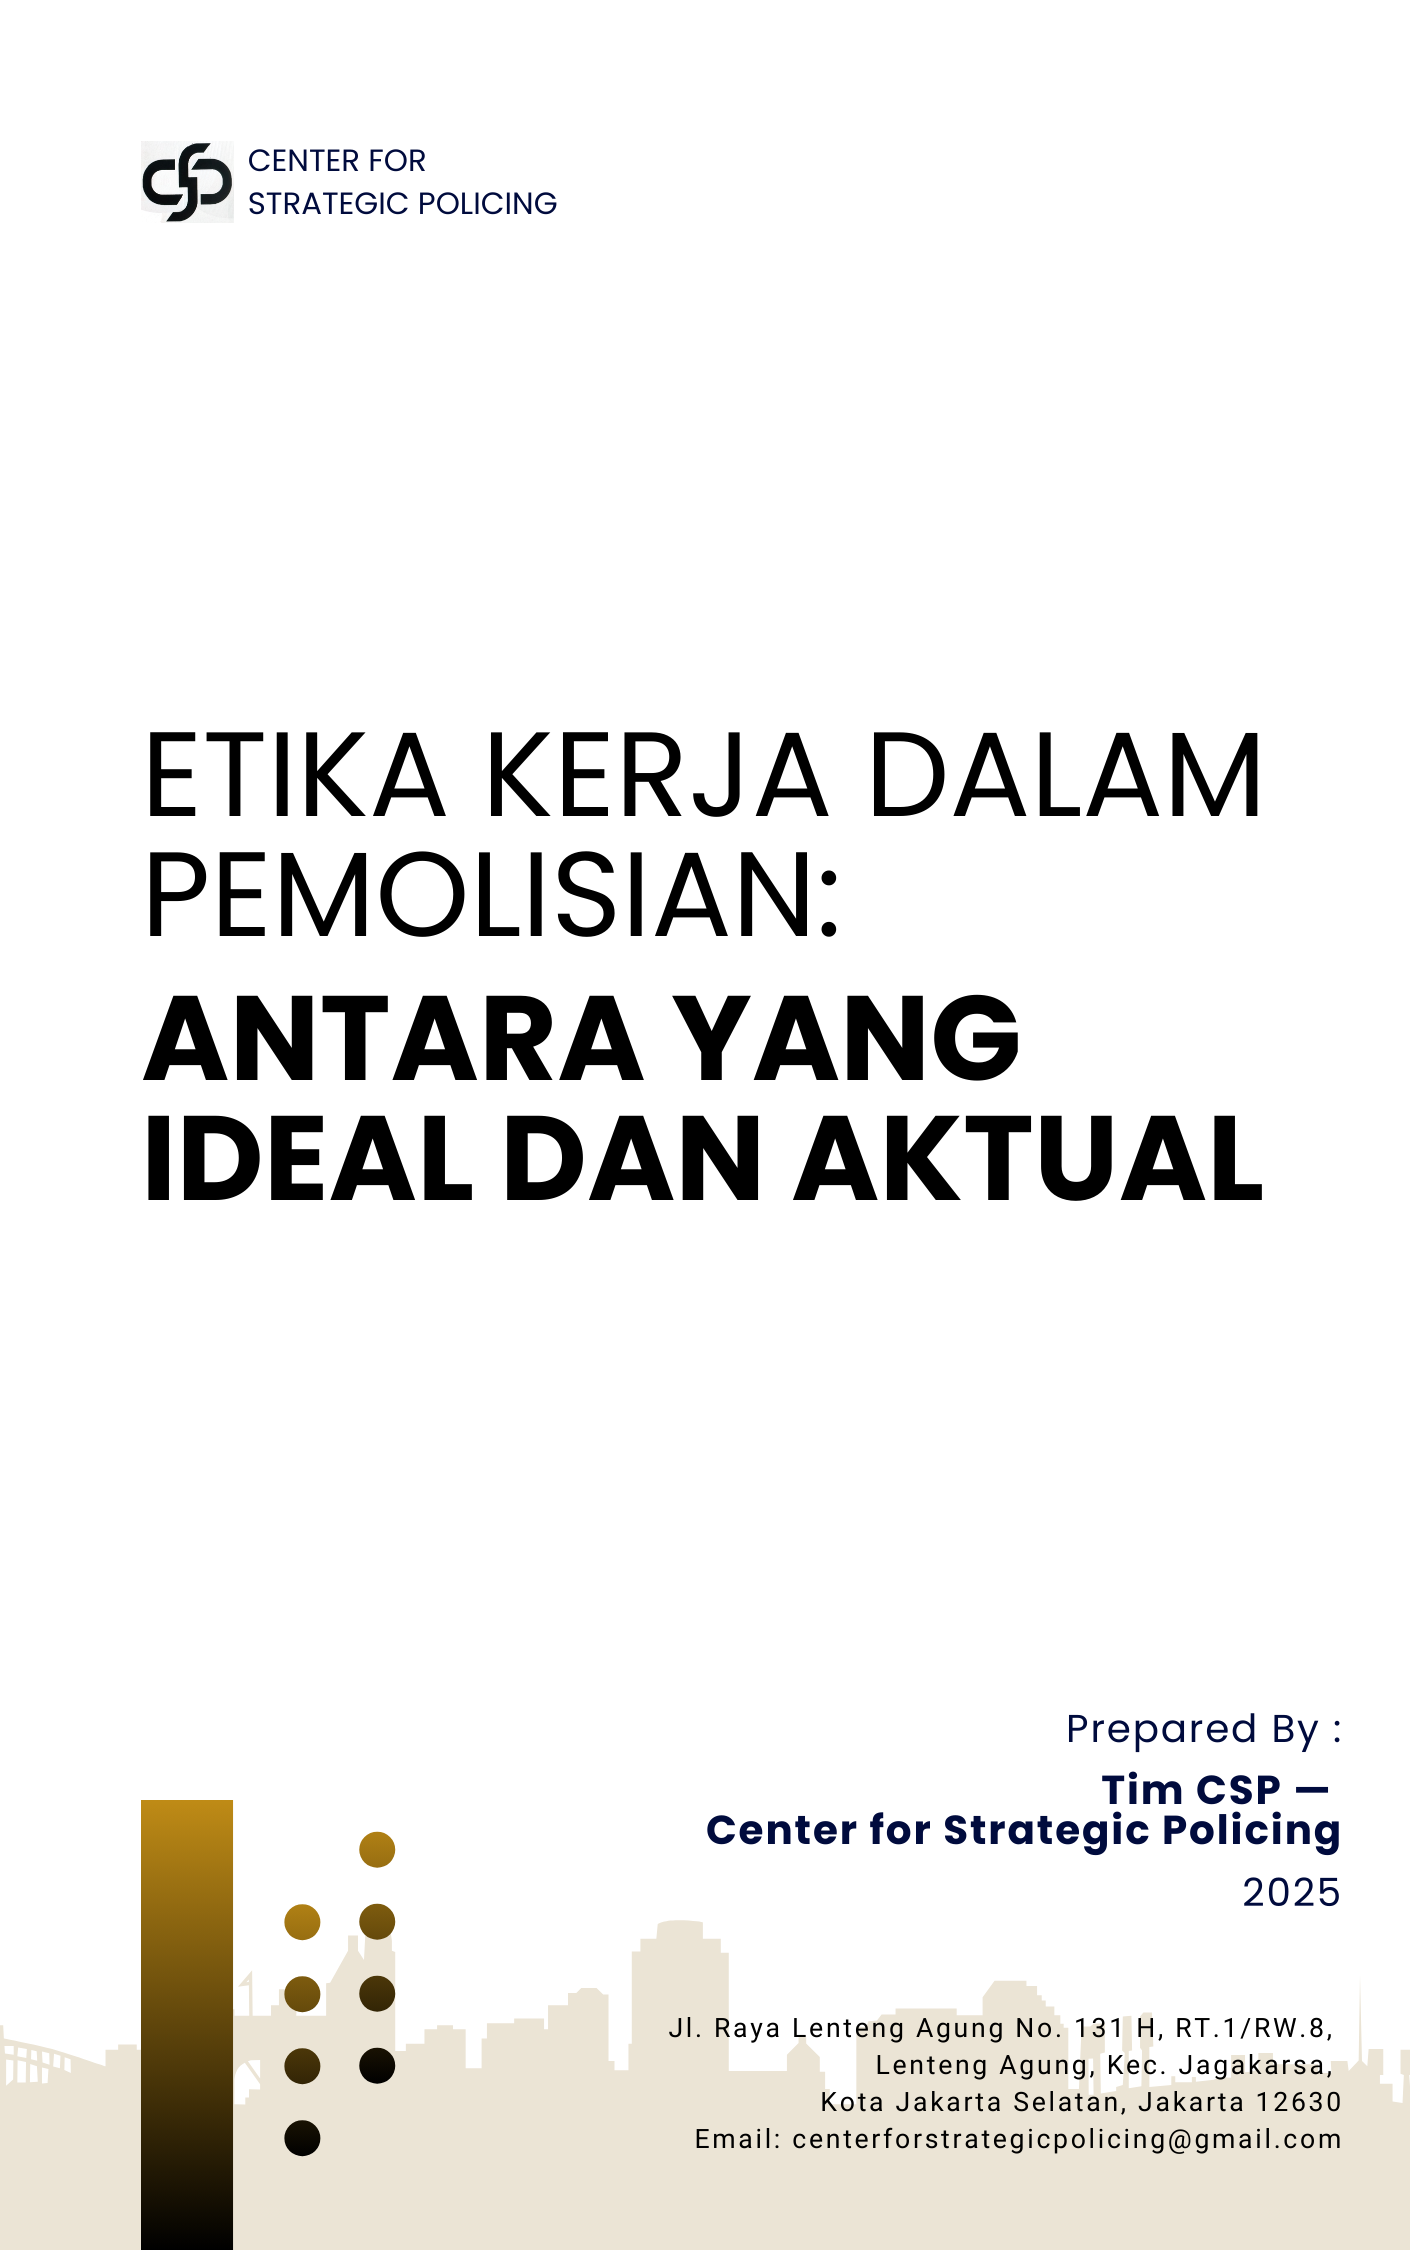 CENTER FOR
STRATEGIC POLICING
ETIKA KERJA DALAM
PEMOLISIAN:
ANTARA YANG
IDEAL DAN AKTUAL
Prepared By :
Tim CSP —
Center for Strategic Policing
2025
Jl. Raya Lenteng Agung No. 131 H, RT.1/RW.8,
Lenteng Agung, Kec. Jagakarsa,
Kota Jakarta Selatan, Jakarta 12630
Email: centerforstrategicpolicing@gmail.com